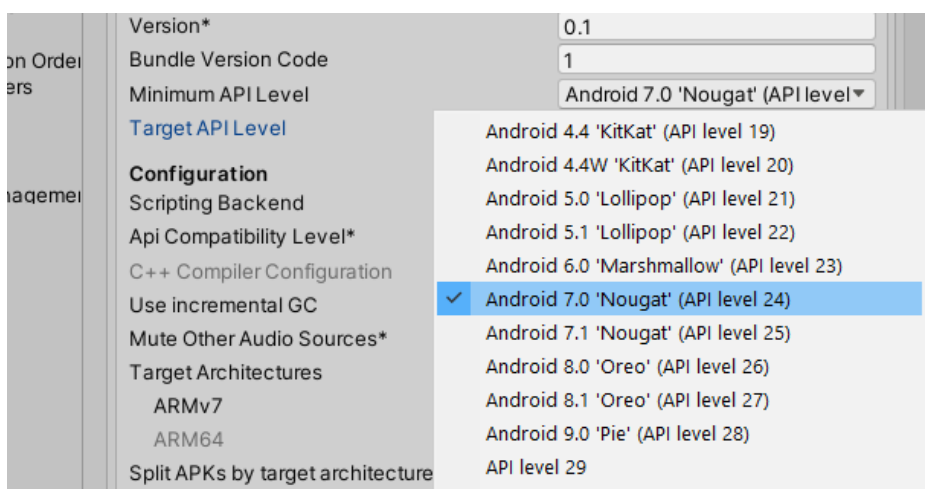 Version*
0.1
on Order
Bundle Version Code
1
ers
Minimum API Level
Android 7.0 'Nougat' (API level
Target API Level
Android 4.4 'KitKat' (API level 19)
Android 4.4W 'KitKat' (API level 20)
Configuration
nagemen
Scripting Backend
Android 5.0 'Lollipop' (API level 21)
Api Compatibility Level*
Android 5.1 'Lollipop' (API level 22)
C++ Compiler Configuration
Android 6.0 'Marshmallow' (API level 23)
Use incremental GC
Android 7.0 'Nougat' (API level 24)
Mute Other Audio Sources*
Android 7.1 'Nougat' (API level 25)
Target Architectures
Android 8.0 'Oreo' (API level 26)
ARMv7
Android 8.1 'Oreo' (API level 27)
ARM64
Android 9.0 'Pie' (API level 28)
Split APKs by target architecture
API level 29